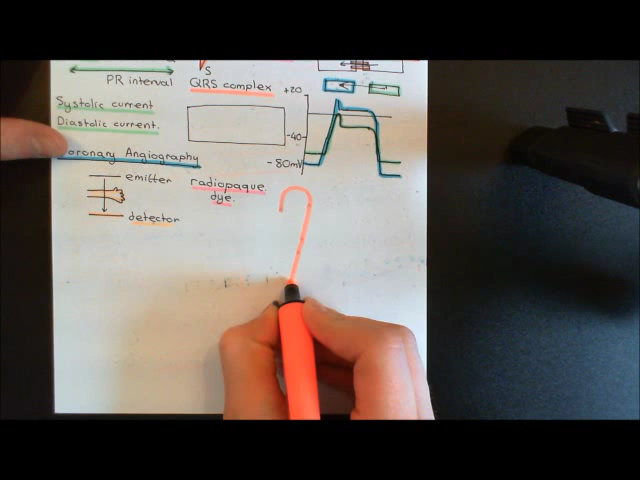 S
PR interval
QRS complex
+20
Systolic current
Diastolic current.
-40
Coronary Angiography
-80mV
emitter
radiopaque
dye.
detector